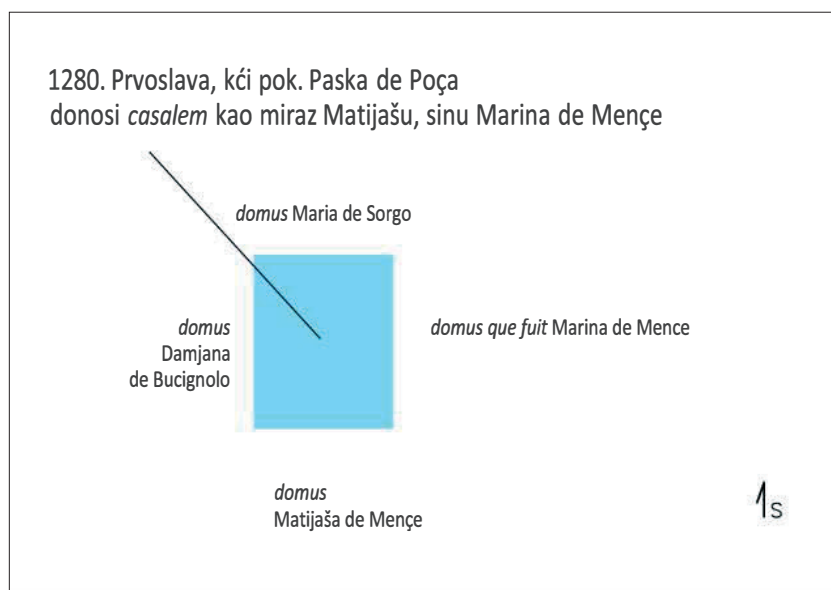 1280. Prvoslava, kći pok. Paska de Poça
donosi casalem kao miraz Matijašu, sinu Marina de Mençe
domus Maria de Sorgo
domus
Damjana
de Bucignolo
domus que fuit Marina de Mence
domus
Matijaša de Mençe
S